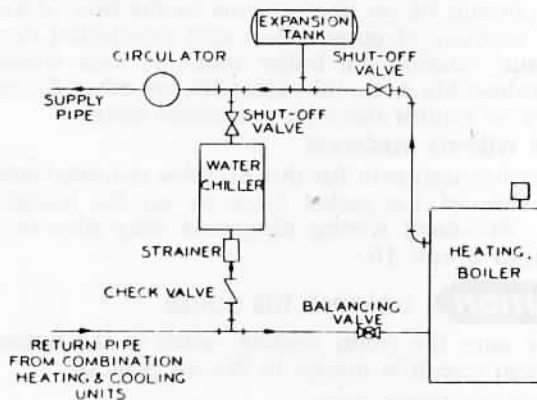 EXPANSION
TANK
CIRCULATOR
SHUT-OFF
VALVE
SUPPLY
PIPE
SHUT-OFF
VALVE
WATER
CHILLER
STRAINER
HEATING
BOILER
CHECK VALVE
BALANCING
VALVE
RETURN PIPE
FROM COMBINATION
HEATING & COOLING
UNITS